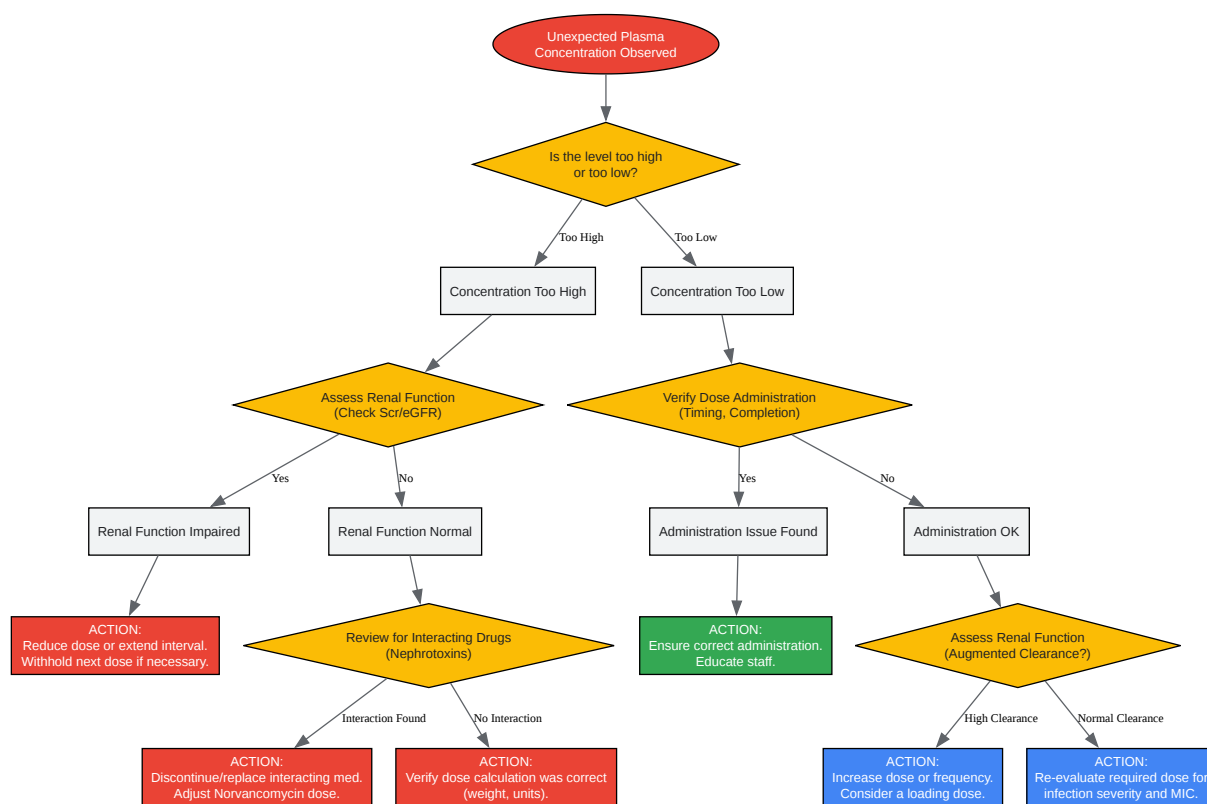 Unexpected Plasma
Concentration Observed
Is the level too high
or too low?
Too High
Too Low
Concentration Too High
Concentration Too Low
Assess Renal Function
(Check Scr/eGFR)
Verify Dose Administration
(Timing, Completion)
Yes
No
Yes
No
Renal Function Impaired
Renal Function Normal
Administration Issue Found
Administration OK
ACTION:
Reduce dose or extend interval.
Withhold next dose if necessary.
Review for Interacting Drugs
(Nephrotoxins)
ACTION:
Ensure correct administration.
Educate staff.
Assess Renal Function
(Augmented Clearance?)
Interaction Found
No Interaction
High Clearance
Normal Clearance
ACTION:
Discontinue/replace interacting med.
Adjust Norvancomycin dose.
ACTION:
Verify dose calculation was correct
(weight, units).
ACTION:
Increase dose or frequency.
Consider a loading dose.
ACTION:
Re-evaluate required dose for
infection severity and MIC.